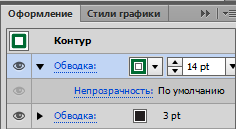 Оформление Стили графики
Контур
Обводка: 14 pt
Непрозрачность: По умолчанию
Обводка: 3 pt